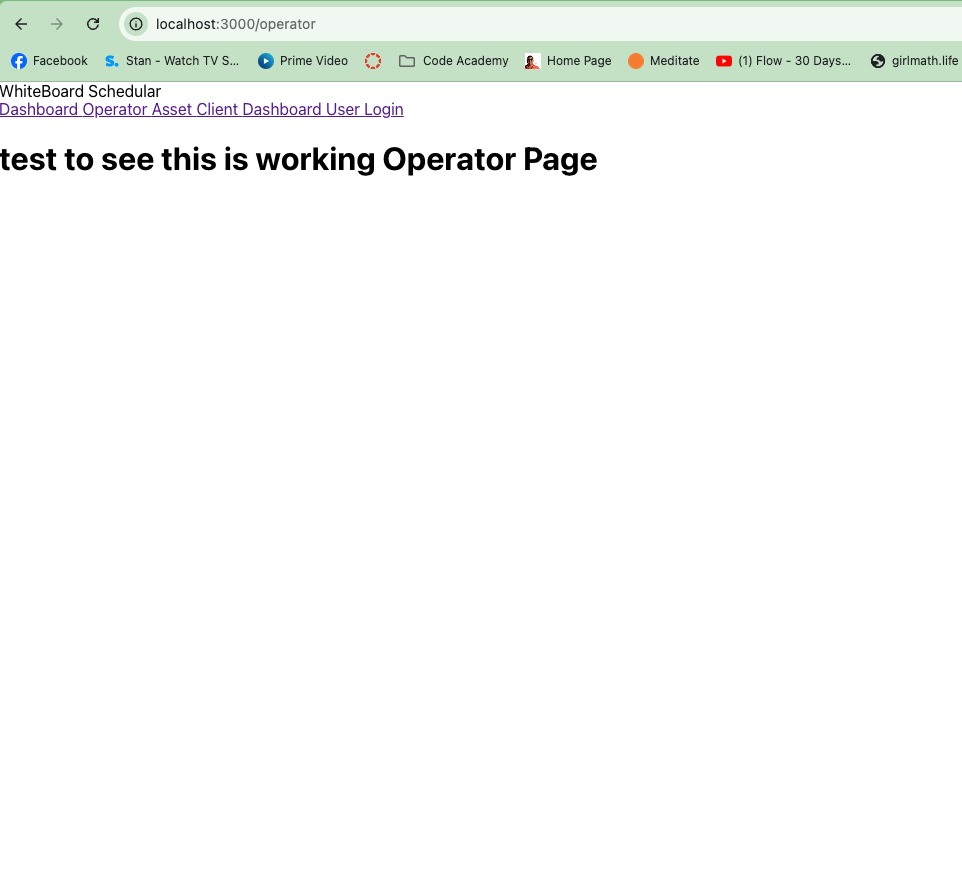 localhost:3000/operator
Facebook S. Stan - Watch TV S... Prime Video Code Academy Home Page Meditate (1) Flow - 30 Days... girlmath.life
WhiteBoard Schedular
Dashboard Operator Asset Client Dashboard User Login
test to see this is working Operator Page